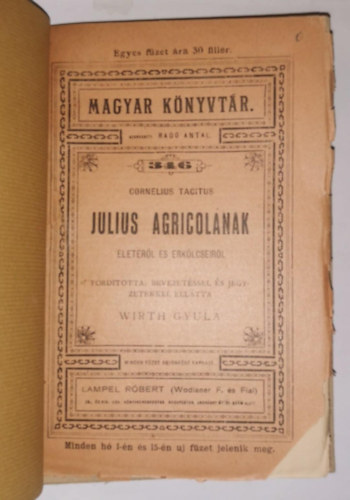 Egyes füzet ára 30 fillér.
MAGYAR KÖNYVTÁR.
RADÓ ANTAL.
346
CORNELIUS TACITUS
JULIUS AGRICOLÁNAK
ÉLETÉRŐL ÉS ERKÖLCSEIRŐL
FORDÍTOTTA, BEVEZETÉSSEL ÉS JEGY-
ZETEKKEL ELLÁTTA
WIRTH GYULA
LAMPEL RÓBERT (Wodianer F. és Fiai)
Minden hó 1-én és 15-én uj füzet jelenik meg.